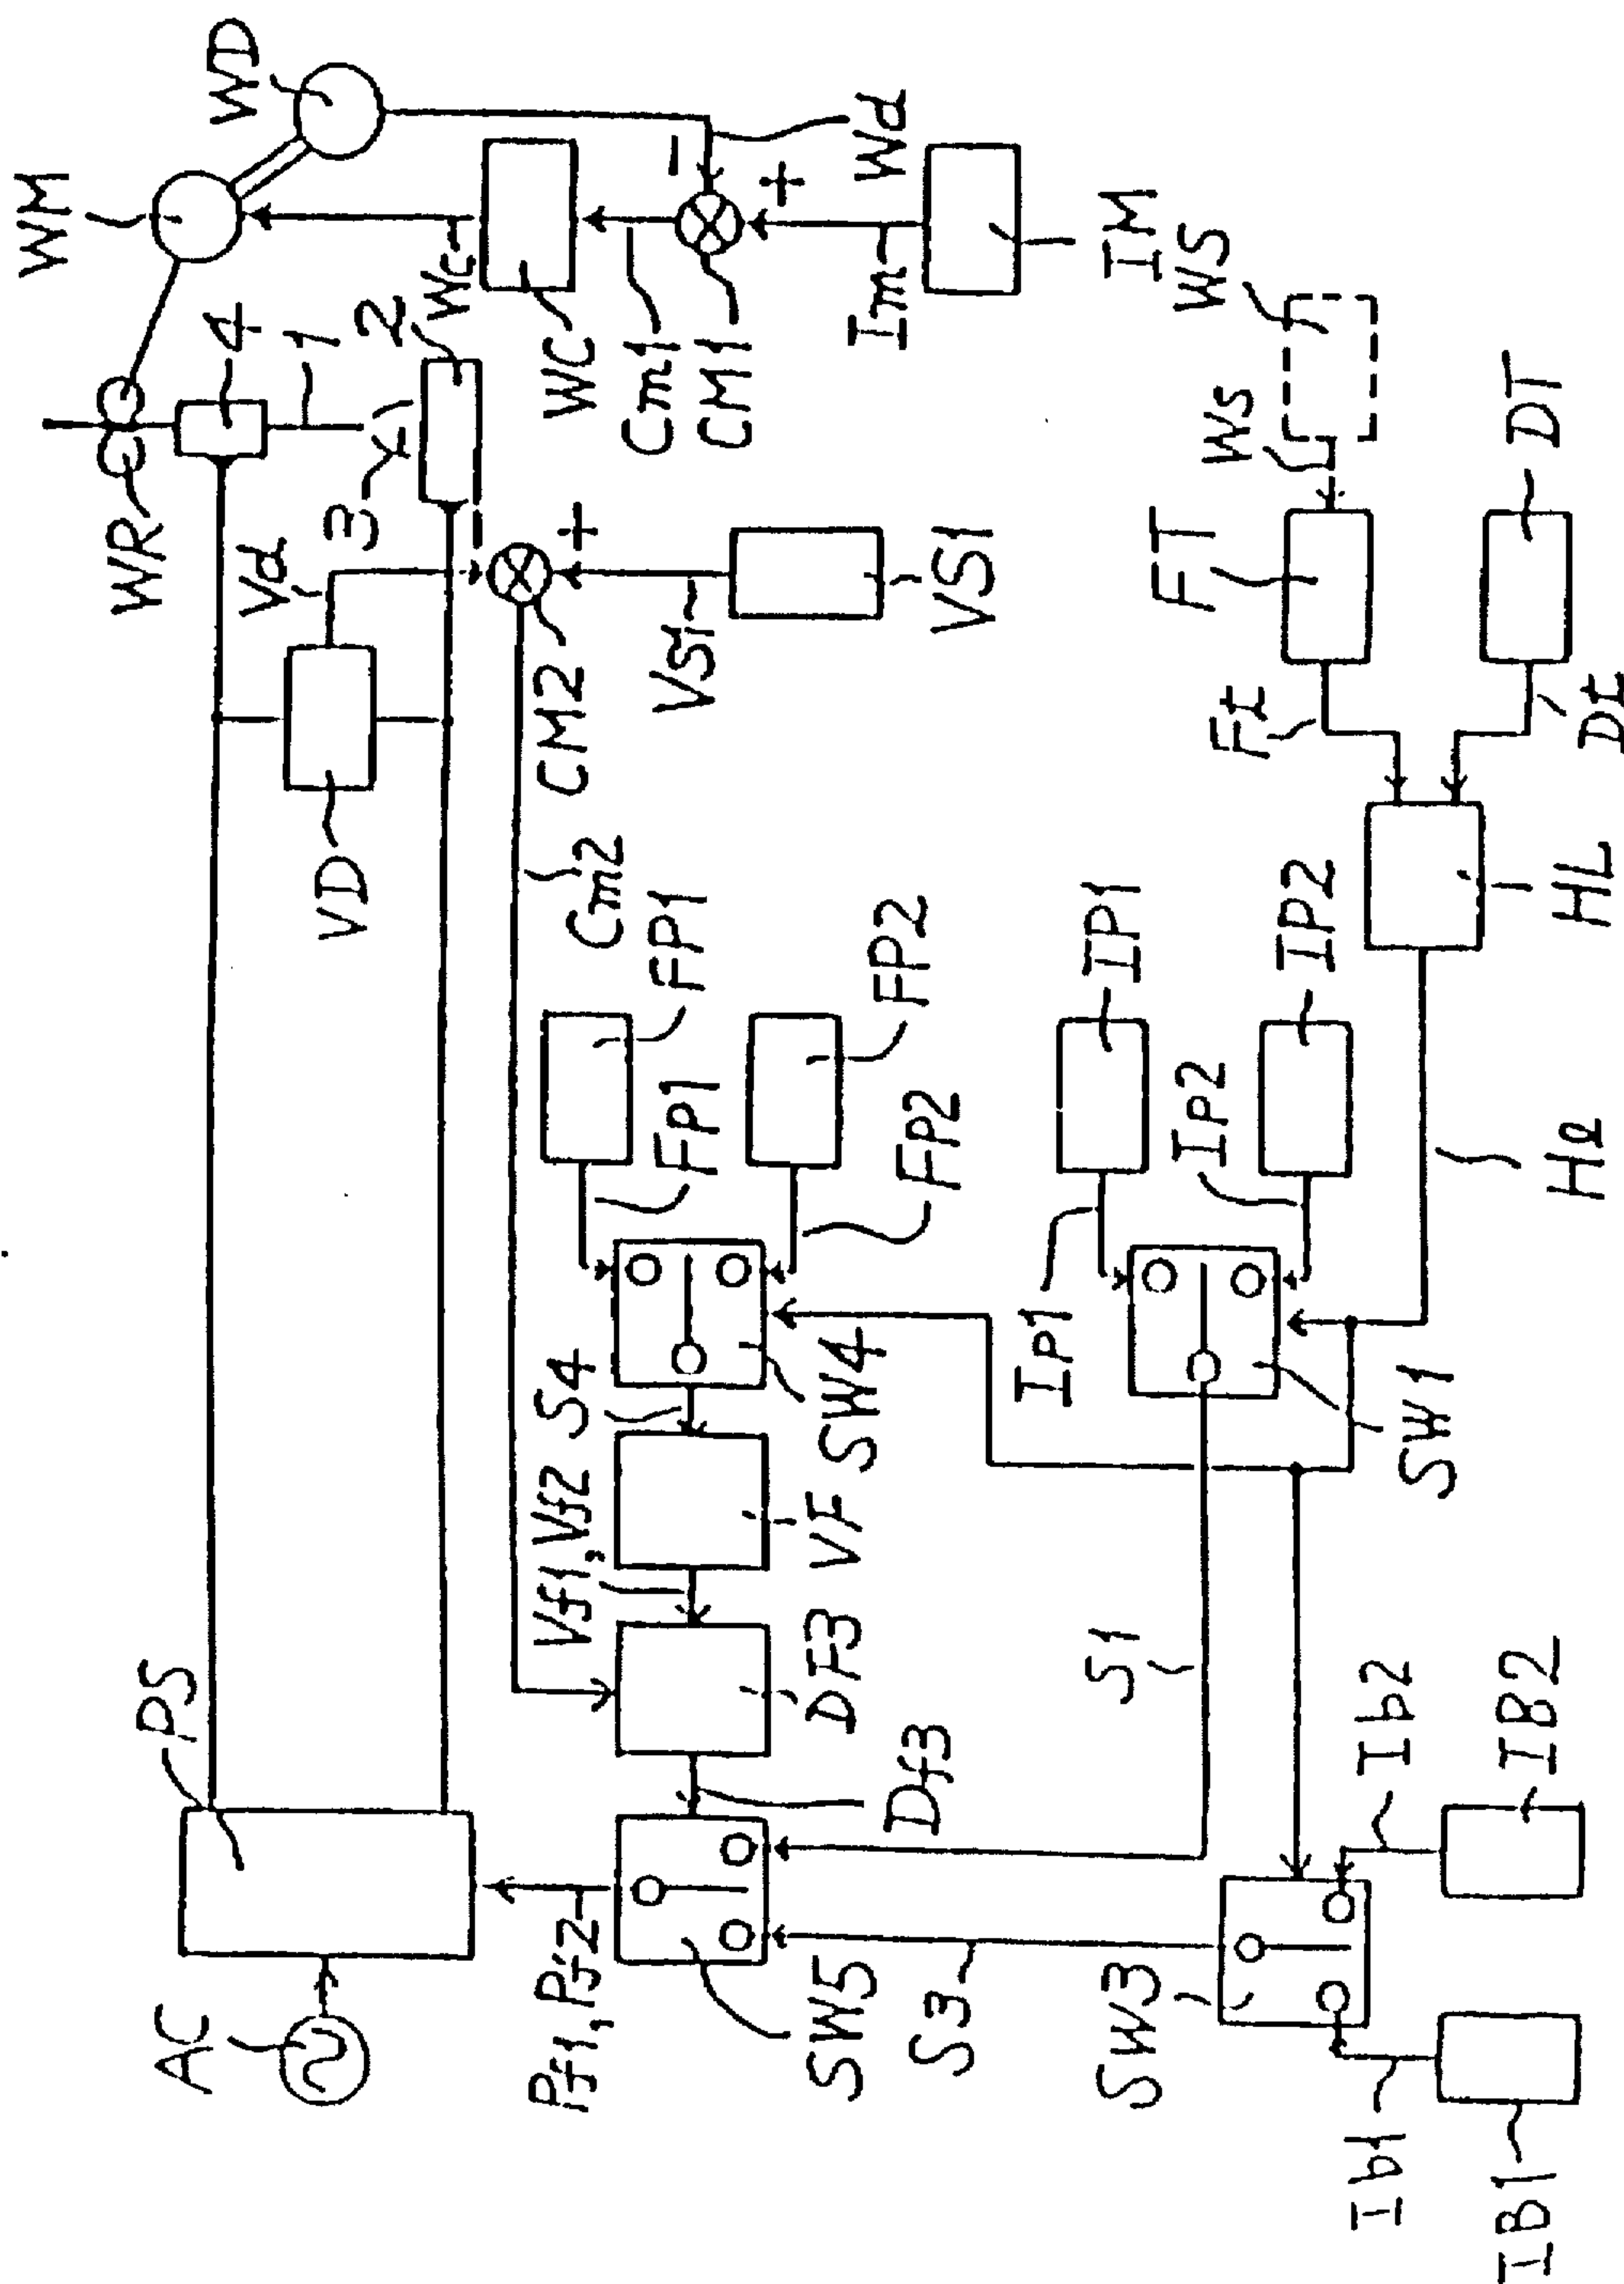 AC
PS
WR
WM
WD
4
1
2
3
Wc
WC
Cm1
CM1
Wd
Im
IM
+
−
VD
Vd
−
+
CM2
Cm2
VS1
Vs1
Pf1, Pf2
SW5
Df3
DF3
Vf1, Vf2
VF
S4
SW4
FP1
FP1
FP2
FP2
S3
SW3
S1
Ib1
IB1
Ib2
IB2
SW1
Ip1
IP1
Ip2
IP2
Hl
HL
Ft
FT
Dt
DT
Ws
WS